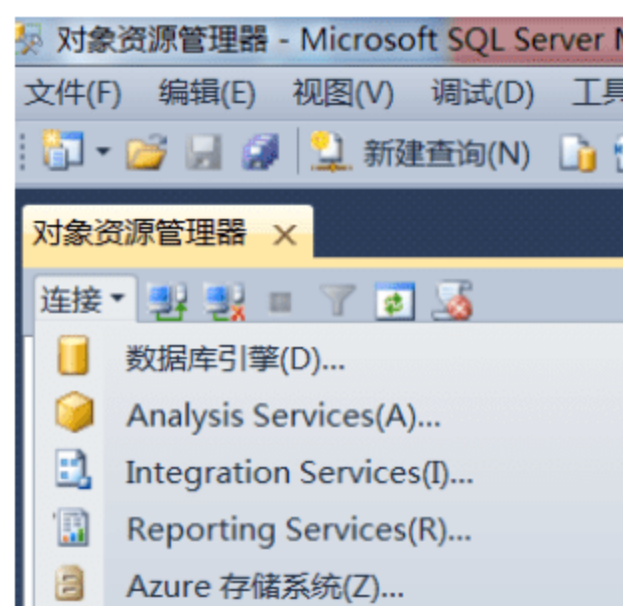 对象资源管理器 - Microsoft SQL Server
文件(F) 编辑(E) 视图(V) 调试(D) 工具
新建查询(N)
对象资源管理器
连接
数据库引擎(D)...
Analysis Services(A)...
Integration Services(I)...
Reporting Services(R)...
Azure 存储系统(Z)...